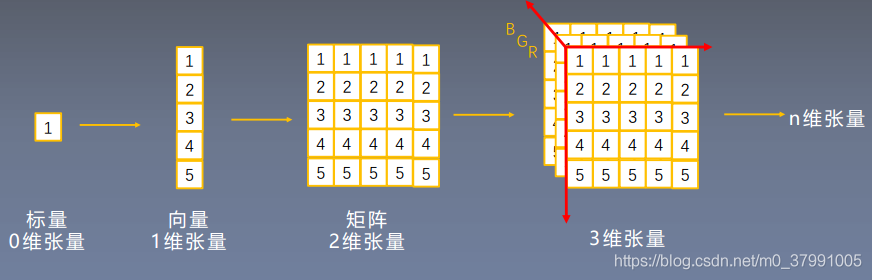 1
1
2
3
4
5
1 1 1 1 1
2 2 2 2 2
3 3 3 3 3
4 4 4 4 4
5 5 5 5 5
B
G
R
1 1 1 1 1
2 2 2 2 2
3 3 3 3 3
4 4 4 4 4
5 5 5 5 5
n维张量
标量
0维张量
向量
1维张量
矩阵
2维张量
3维张量
https://blog.csdn.net/m0_37991005